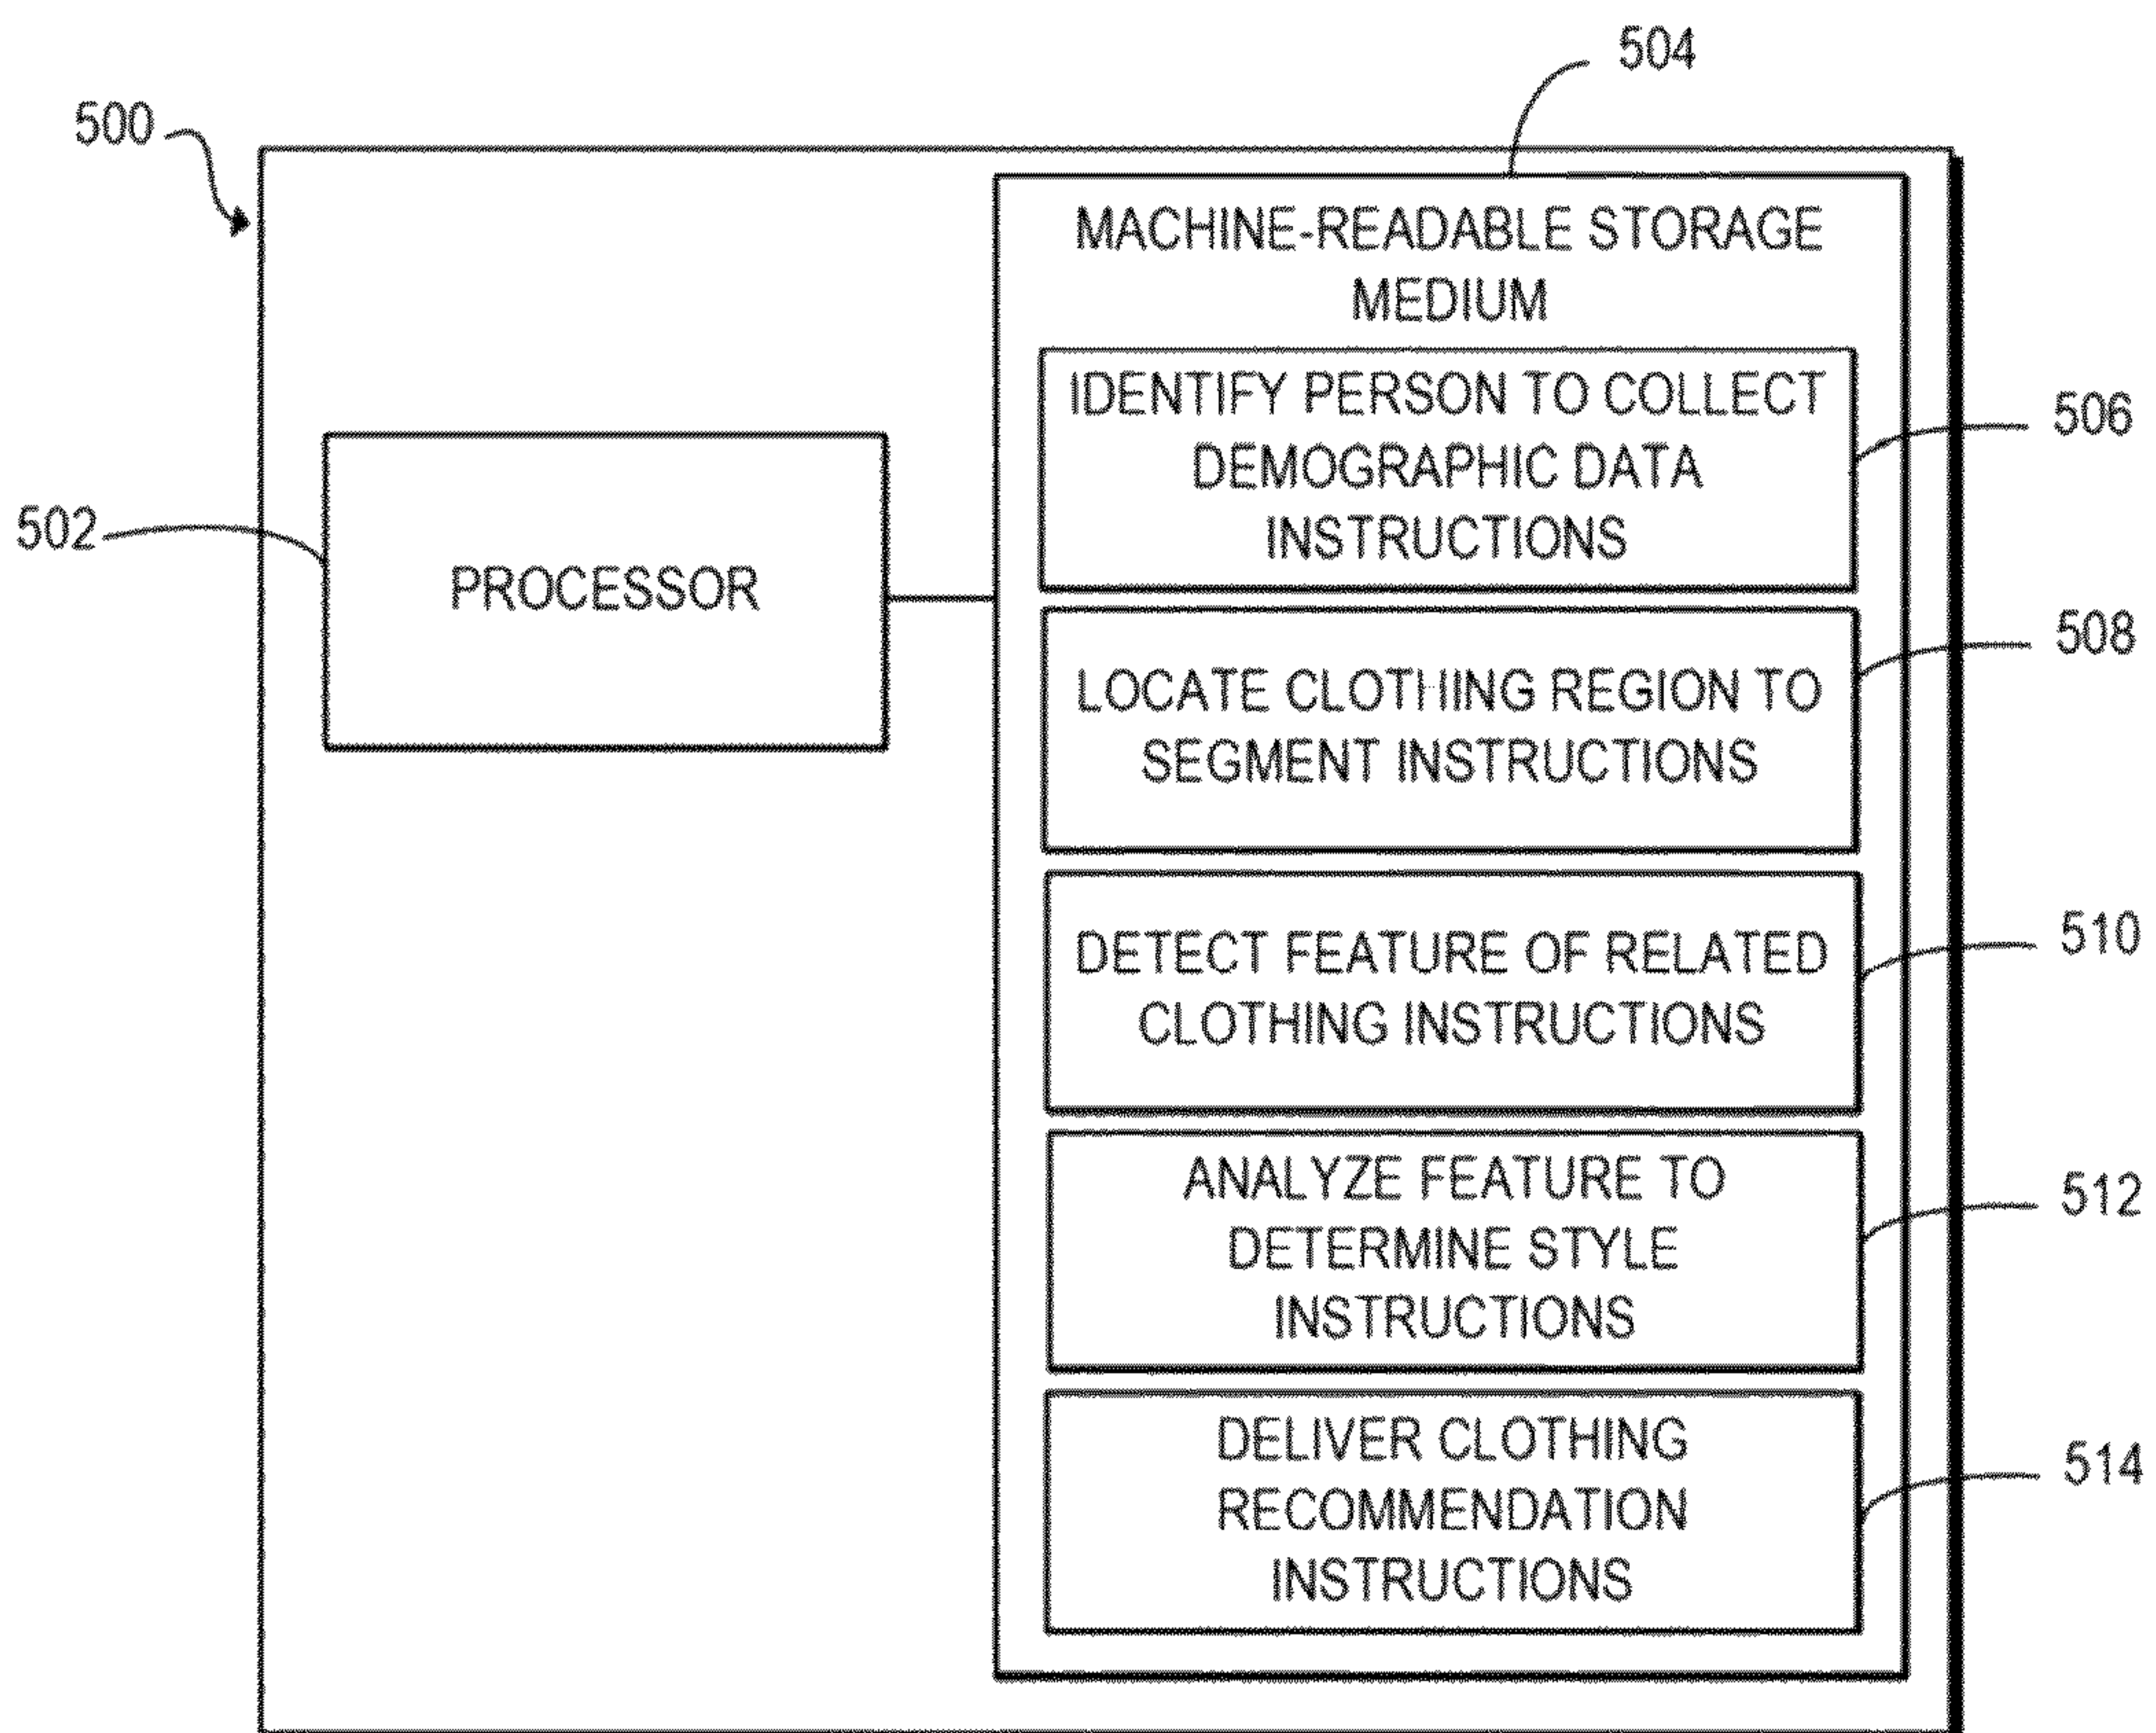 504
500
MACHINE-READABLE STORAGE
MEDIUM
IDENTIFY PERSON TO COLLECT
DEMOGRAPHIC DATA
INSTRUCTIONS
506
502
PROCESSOR
LOCATE CLOTHING REGION TO
SEGMENT INSTRUCTIONS
508
DETECT FEATURE OF RELATED
CLOTHING INSTRUCTIONS
510
ANALYZE FEATURE TO
DETERMINE STYLE
INSTRUCTIONS
512
DELIVER CLOTHING
RECOMMENDATION
INSTRUCTIONS
514